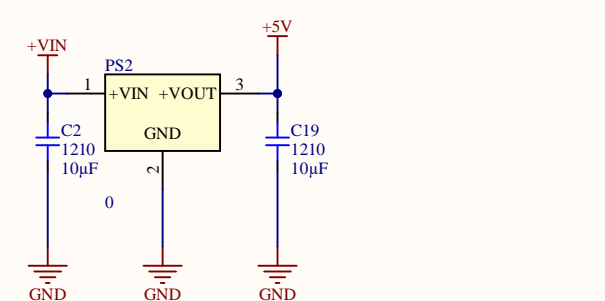 +5V
+VIN
PS2
1
3
+VIN +VOUT
GND
C2
1210
10µF
C19
1210
10µF
2
0
GND
GND
GND